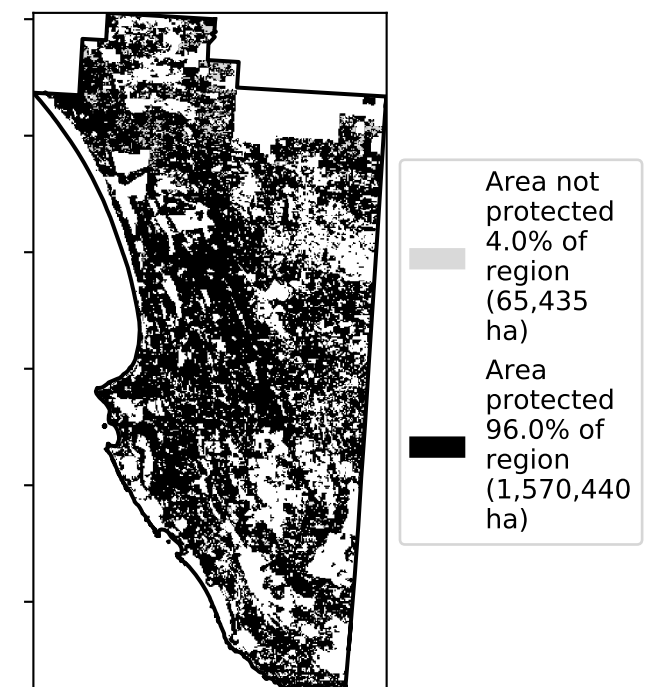 Area not
protected
4.0% of
region
(65,435
ha)
Area
protected
96.0% of
region
(1,570,440
ha)